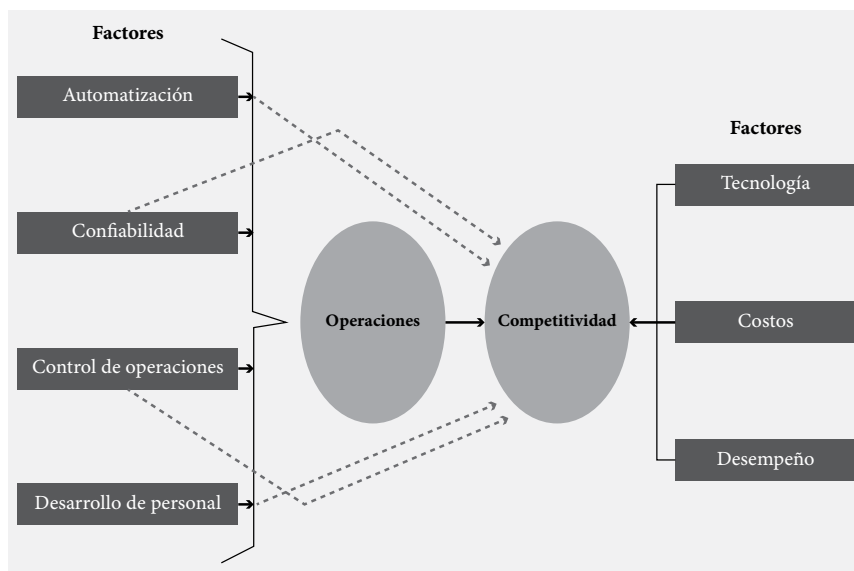 Factores
Automatización
Confiabilidad
Control de operaciones
Desarrollo de personal
Operaciones
Competitividad
Factores
Tecnología
Costos
Desempeño